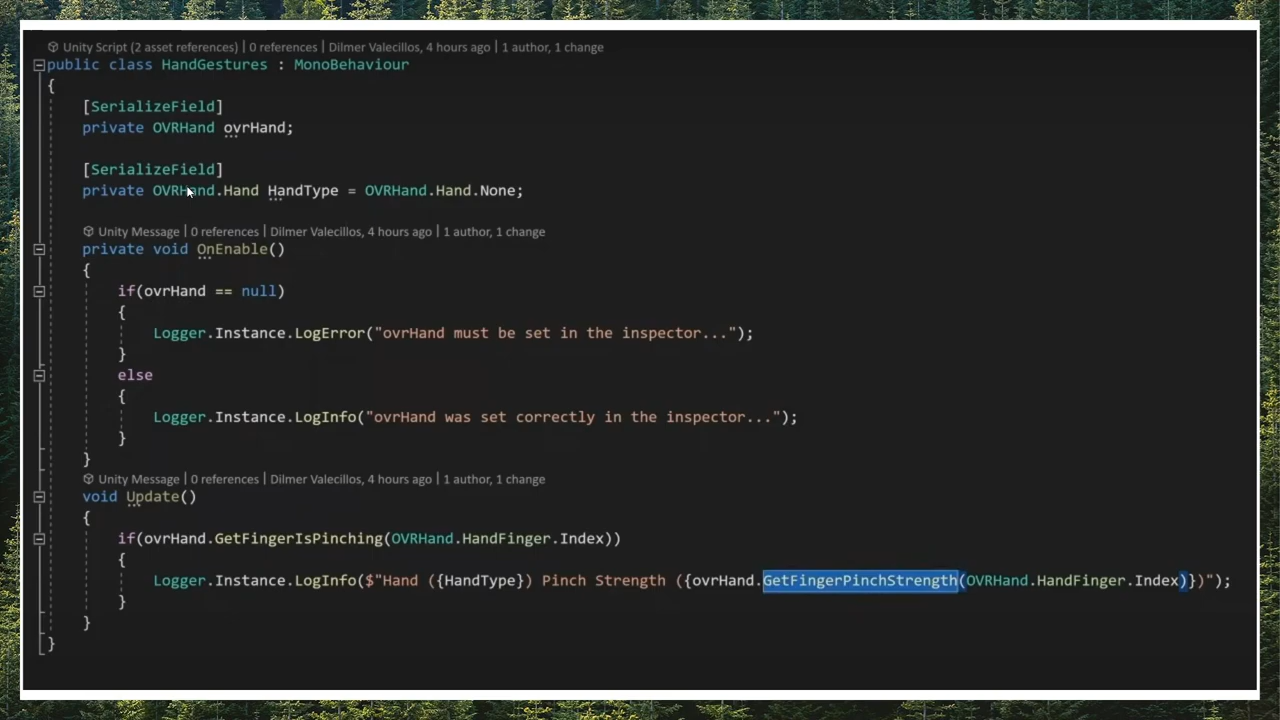 Unity Script (2 asset references) | 0 references | Dilmer Valecillos, 4 hours ago | 1 author, 1 change
public class HandGestures : MonoBehaviour
{
[SerializeField]
private OVRHand ovrHand;
[SerializeField]
private OVRHand.Hand HandType = OVRHand.Hand.None;
Unity Message | 0 references | Dilmer Valecillos, 4 hours ago | 1 author, 1 change
private void OnEnable()
{
if(ovrHand == null)
{
Logger.Instance.LogError("ovrHand must be set in the inspector...");
}
else
{
Logger.Instance.LogInfo("ovrHand was set correctly in the inspector...");
}
}
Unity Message | 0 references | Dilmer Valecillos, 4 hours ago | 1 author, 1 change
void Update()
{
if(ovrHand.GetFingerIsPinching(OVRHand.HandFinger.Index))
{
Logger.Instance.LogInfo($"Hand ({HandType}) Pinch Strength ({ovrHand.GetFingerPinchStrength(OVRHand.HandFinger.Index)})");
}
}
}